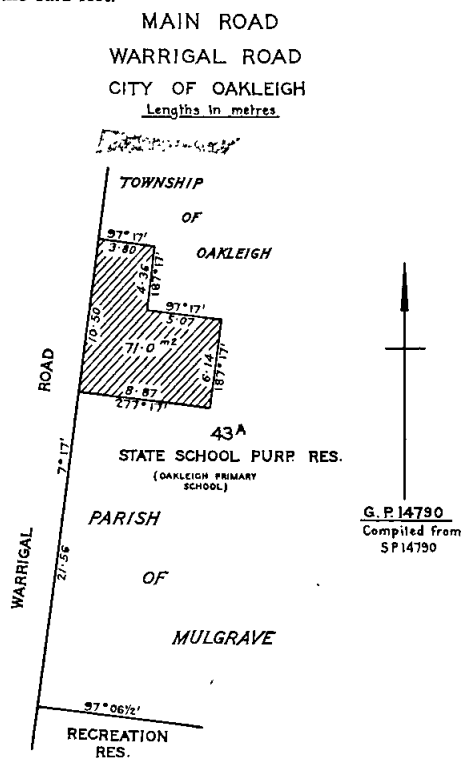 MAIN ROAD
WARRIGAL ROAD
CITY OF OAKLEIGH
Lengths in metres
TOWNSHIP
OF
OAKLEIGH
97° 17'
3·80
4·36
187°17'
97° 17'
5·07
10·50
71·0 m²
6·14
187°17'
8·87
277°17'
ROAD
43A
STATE SCHOOL PURP. RES.
(OAKLEIGH PRIMARY
SCHOOL)
7° 17'
G. P. 14790
Compiled from
S P 14790
PARISH
21·56
WARRIGAL
OF
MULGRAVE
97° 06½'
RECREATION
RES.